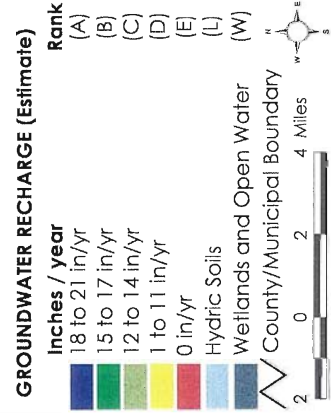 GROUNDWATER RECHARGE (Estimate)
Inches / year Rank
18 to 21 in/yr (A)
15 to 17 in/yr (B)
12 to 14 in/yr (C)
1 to 11 in/yr (D)
0 in/yr (E)
Hydric Soils (L)
Wetlands and Open Water (W)
County/Municipal Boundary
2 0 2 4 Miles
N
W E
S